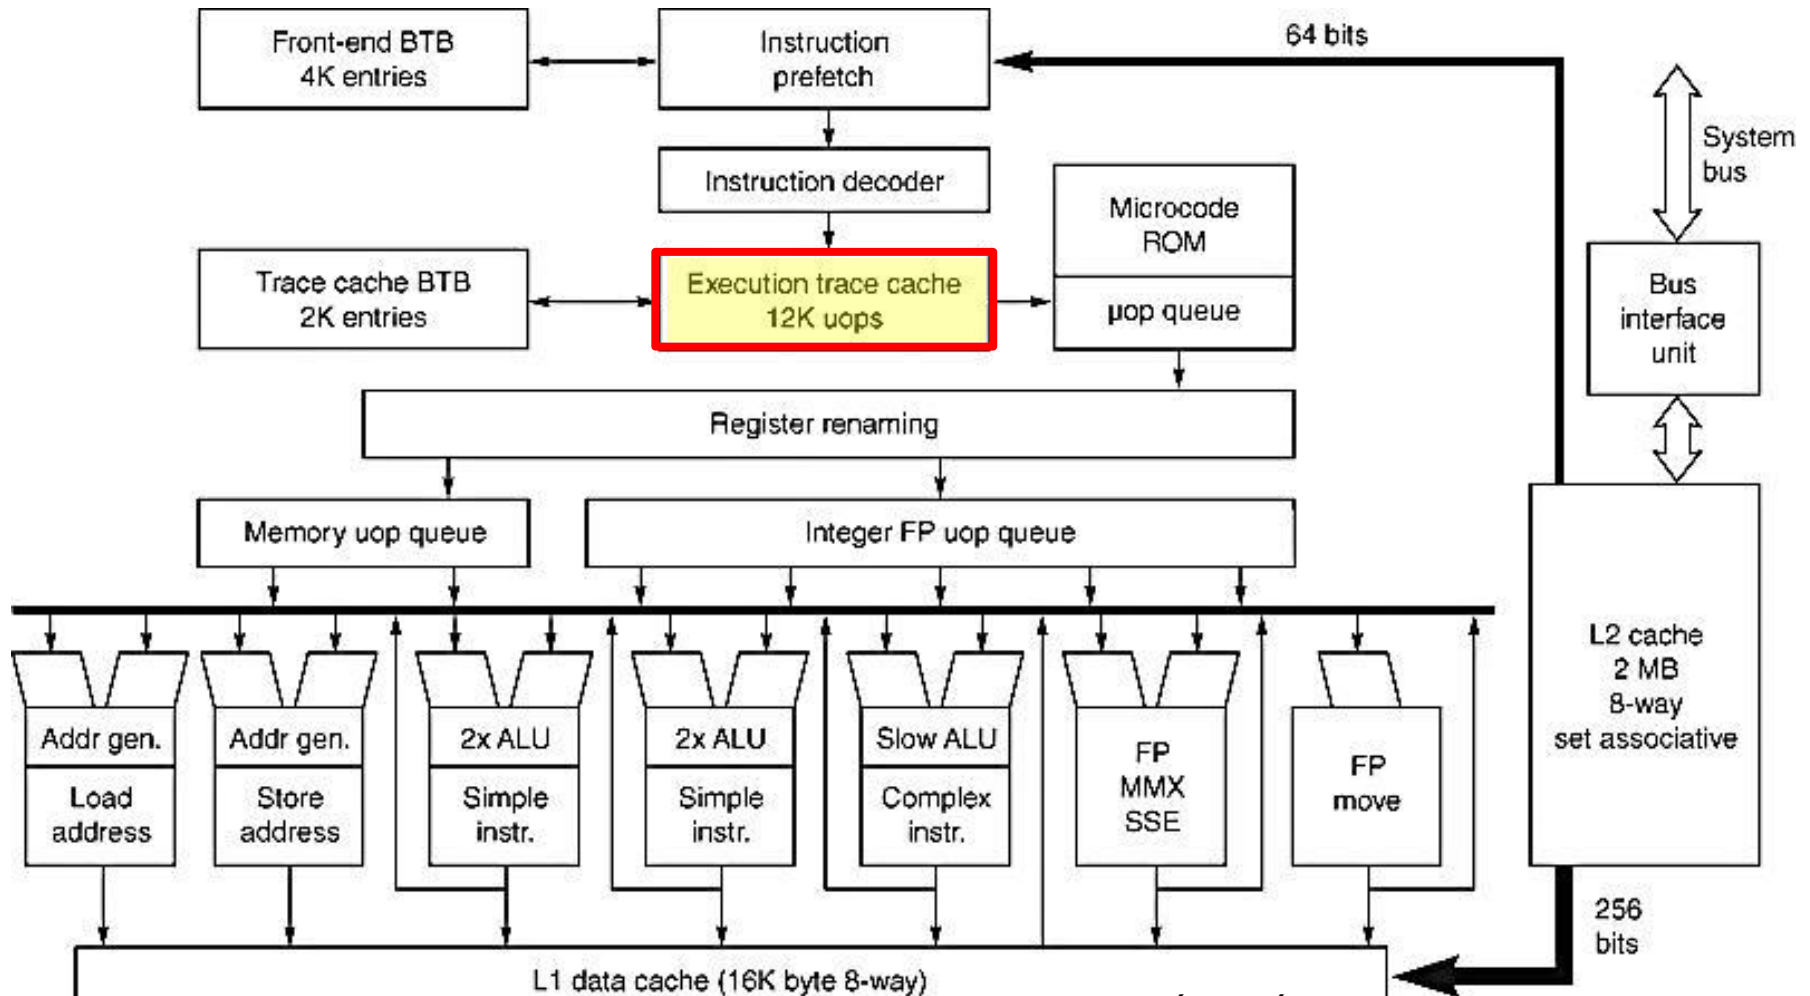 Front-end BTB
4K entries
Instruction
prefetch
64 bits
System
bus
Instruction decoder
Microcode
ROM
Trace cache BTB
2K entries
Execution trace cache
12K uops
µop queue
Bus
interface
unit
Register renaming
Memory uop queue
Integer FP uop queue
L2 cache
2 MB
8-way
set associative
Addr gen.
Load
address
Addr gen.
Store
address
2x ALU
Simple
instr.
2x ALU
Simple
instr.
Slow ALU
Complex
instr.
FP
MMX
SSE
FP
move
256
bits
L1 data cache (16K byte 8-way)